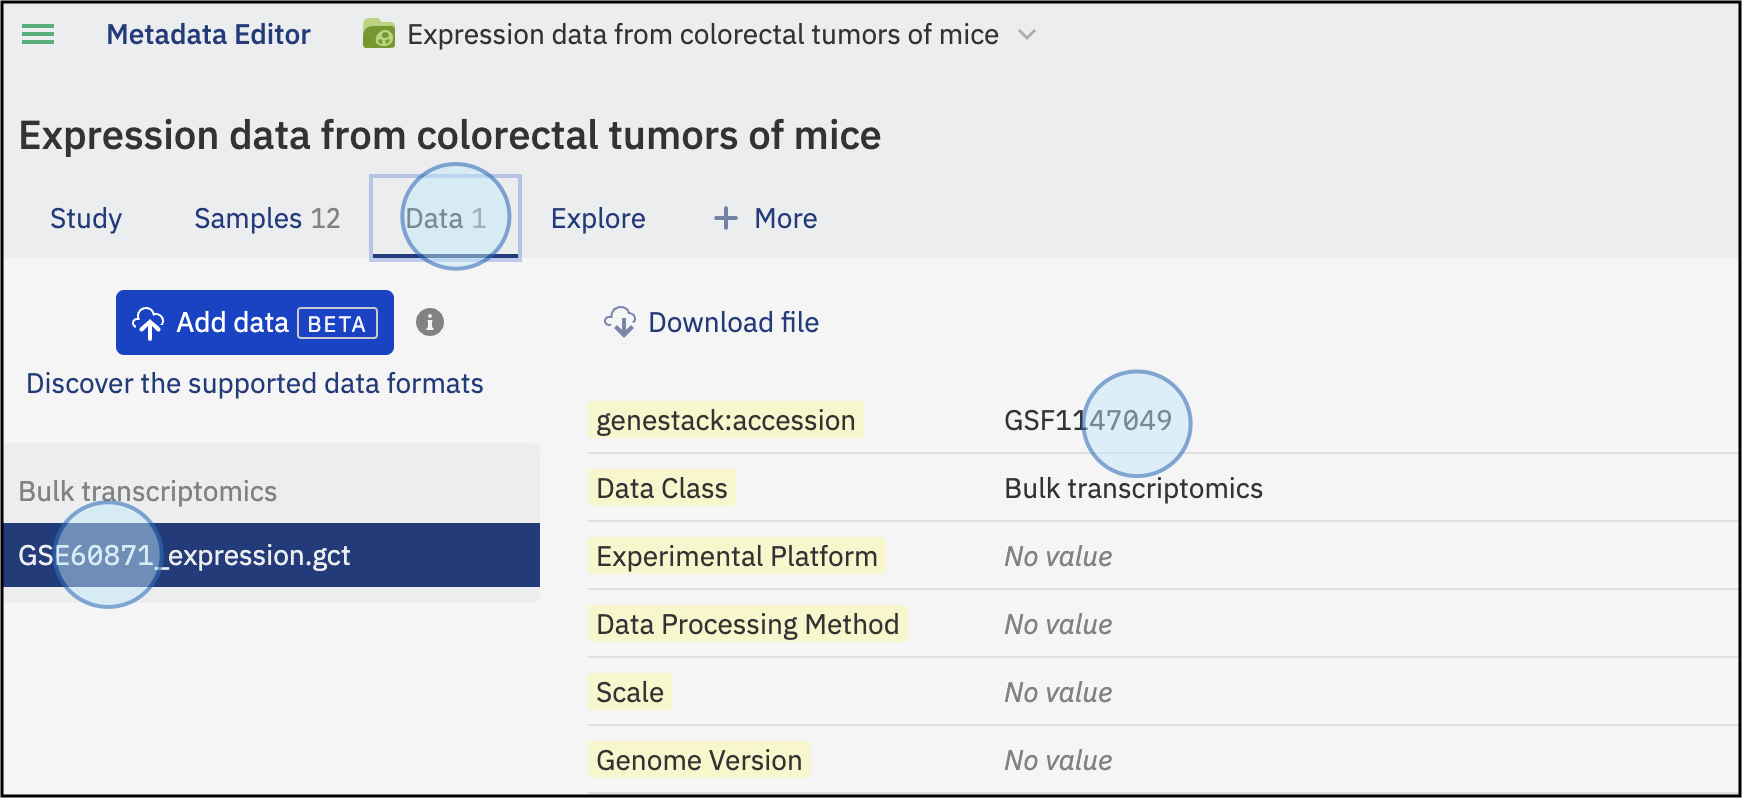 Metadata Editor Expression data from colorectal tumors of mice
Expression data from colorectal tumors of mice
Study Samples 12 Data 1 Explore + More
Add data BETA i Download file
Discover the supported data formats
genestack:accession GSF1147049
Bulk transcriptomics
Data Class Bulk transcriptomics
GSE60871_expression.gct
Experimental Platform No value
Data Processing Method No value
Scale No value
Genome Version No value